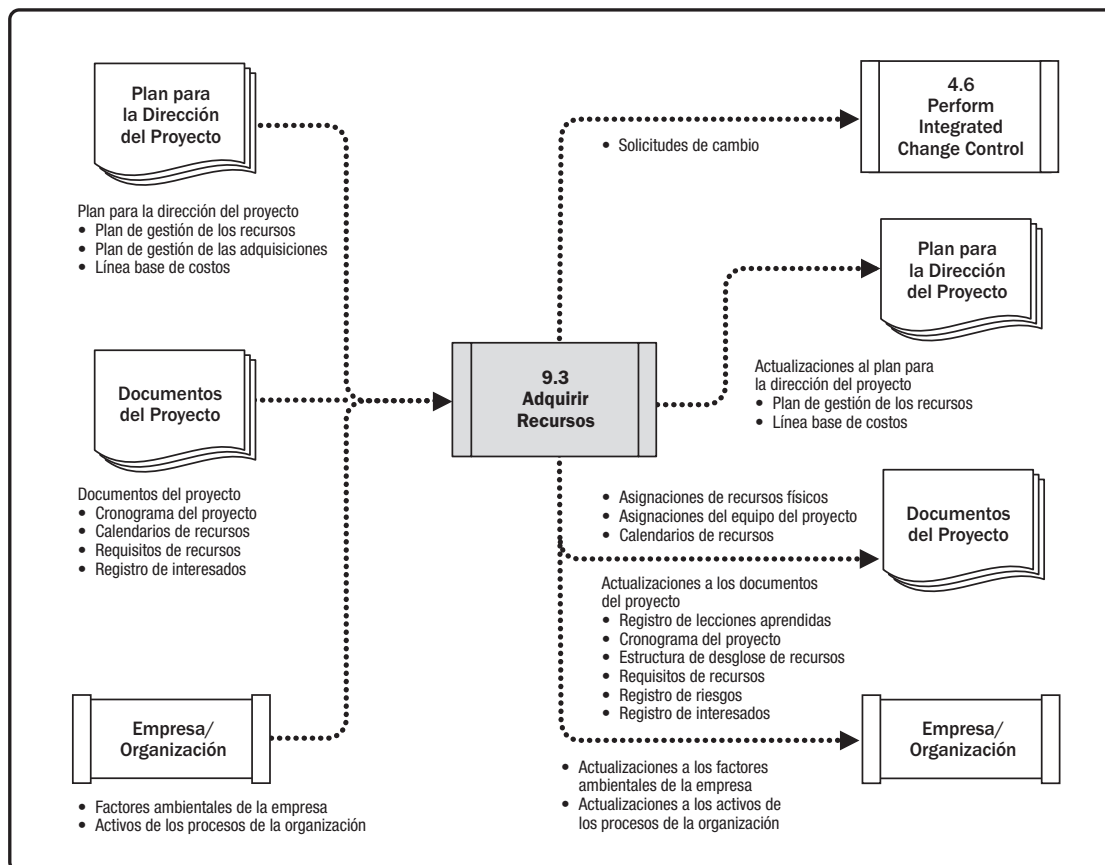 Plan para
la Dirección
del Proyecto
Plan para la dirección del proyecto
• Plan de gestión de los recursos
• Plan de gestión de las adquisiciones
• Línea base de costos
Documentos
del Proyecto
Documentos del proyecto
• Cronograma del proyecto
• Calendarios de recursos
• Requisitos de recursos
• Registro de interesados
Empresa/
Organización
• Factores ambientales de la empresa
• Activos de los procesos de la organización
9.3
Adquirir
Recursos
• Solicitudes de cambio
4.6
Perform
Integrated
Change Control
Plan para
la Dirección
del Proyecto
Actualizaciones al plan para
la dirección del proyecto
• Plan de gestión de los recursos
• Línea base de costos
• Asignaciones de recursos físicos
• Asignaciones del equipo del proyecto
• Calendarios de recursos
Documentos
del Proyecto
Actualizaciones a los documentos
del proyecto
• Registro de lecciones aprendidas
• Cronograma del proyecto
• Estructura de desglose de recursos
• Requisitos de recursos
• Registro de riesgos
• Registro de interesados
Empresa/
Organización
• Actualizaciones a los factores
ambientales de la empresa
• Actualizaciones a los activos de
los procesos de la organización